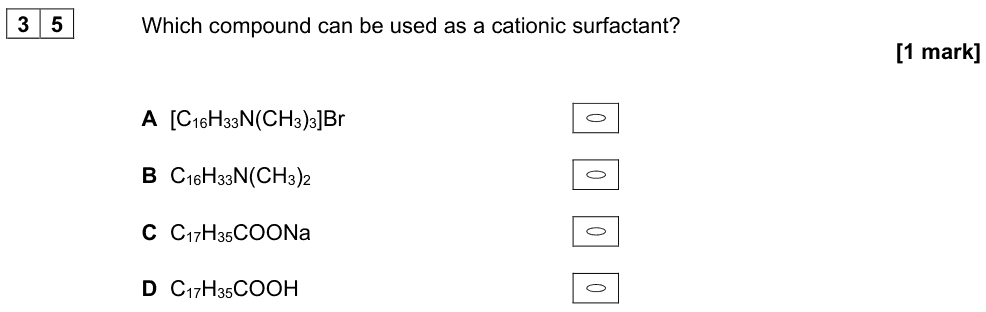 3 5 Which compound can be used as a cationic surfactant?
[1 mark]
A [C₁₆H₃₃N(CH₃)₃]Br
B C₁₆H₃₃N(CH₃)₂
C C₁₇H₃₅COONa
D C₁₇H₃₅COOH